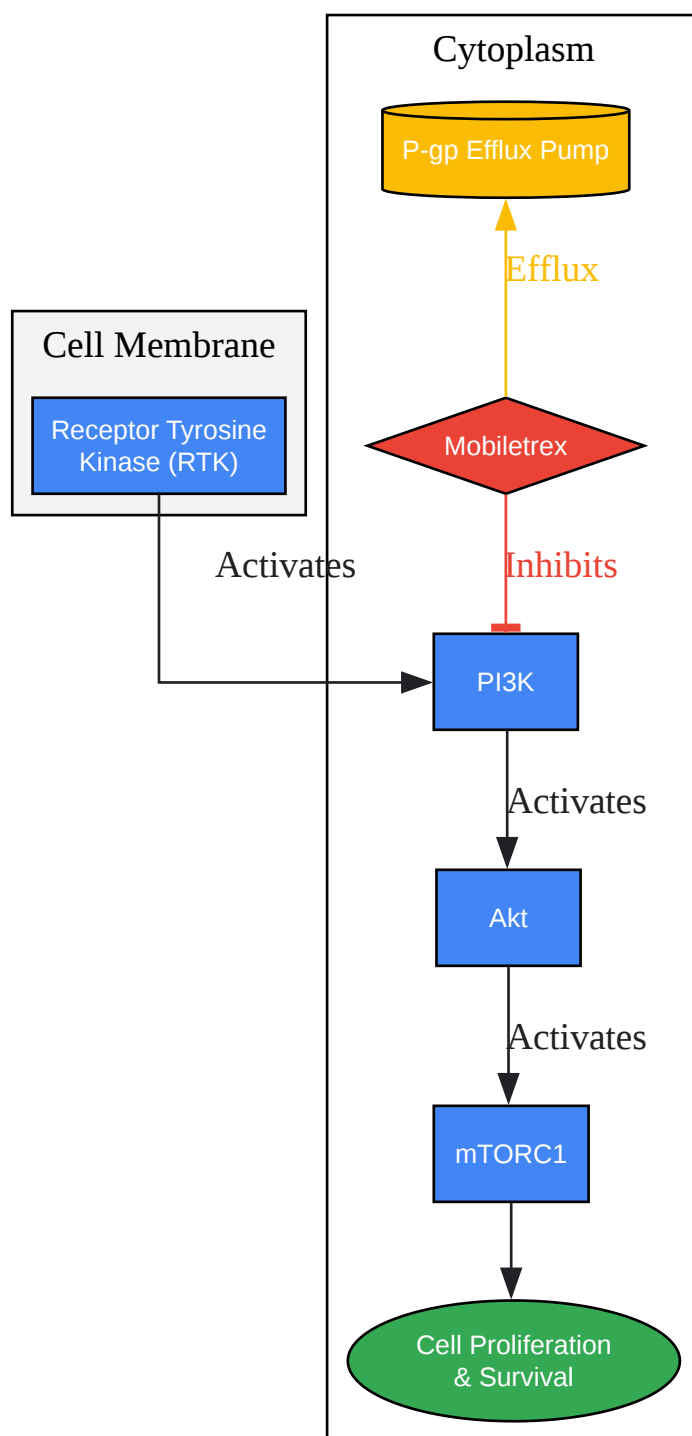 Cytoplasm
P-gp Efflux Pump
Efflux
Cell Membrane
Receptor Tyrosine
Kinase (RTK)
Mobiletrex
Activates
Inhibits
PI3K
Activates
Akt
Activates
mTORC1
Cell Proliferation
& Survival